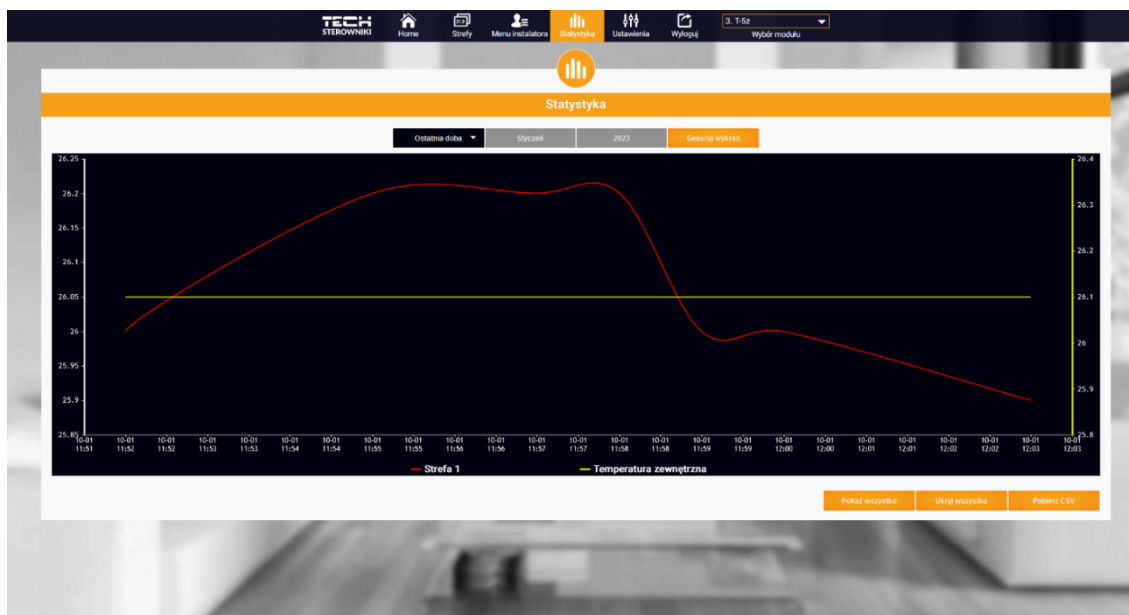 TECH
STEROWNIKI
Home
Strefy
Menu instalatora
Statystyka
Ustawienia
Wyloguj
3. T-5z
Wybór modułu
Statystyka
Ostatnia doba
Styczeń
2023
Generuj wykres
26.25
26.2
26.15
26.1
26.05
26
25.95
25.9
25.85
26.4
26.3
26.2
26.1
26
25.9
25.8
10-01 10-01 10-01 10-01 10-01 10-01 10-01 10-01 10-01 10-01 10-01 10-01 10-01 10-01 10-01 10-01 10-01 10-01 10-01 10-01 10-01 10-01 10-01 10-01 10-01
11:51 11:52 11:52 11:53 11:53 11:54 11:54 11:55 11:55 11:56 11:56 11:57 11:57 11:58 11:58 11:59 11:59 12:00 12:00 12:01 12:01 12:02 12:02 12:03 12:03
Strefa 1 Temperatura zewnętrzna
Pokaż wszystko
Ukryj wszystko
Pobierz CSV